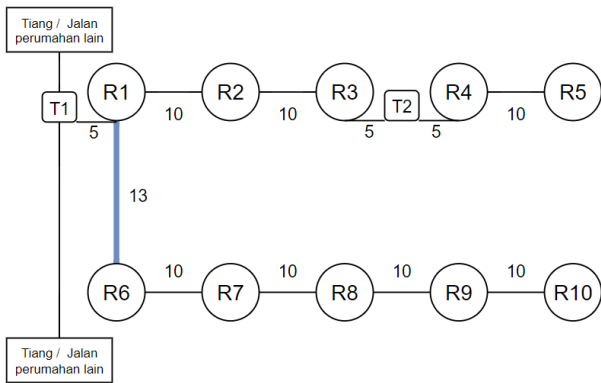 Tiang / Jalan
perumahan lain
T1
R1
R2
R3
T2
R4
R5
5
10
10
5
5
10
13
R6
10
R7
10
R8
10
R9
10
R10
Tiang / Jalan
perumahan lain